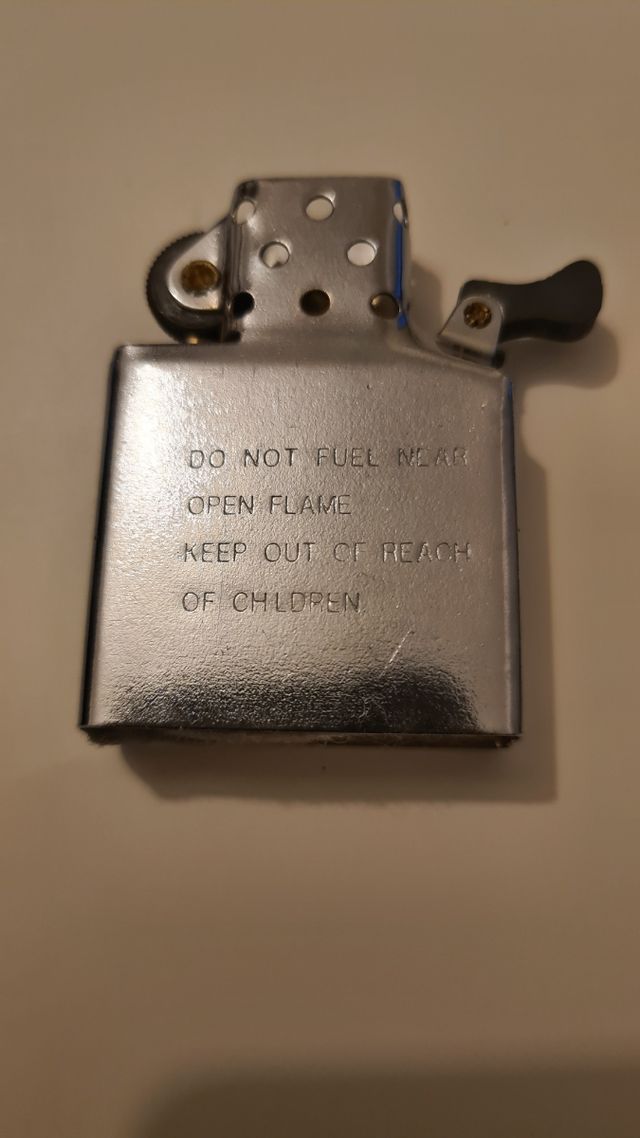 DO NOT FUEL NEAR
OPEN FLAME
KEEP OUT OF REACH
OF CHILDREN